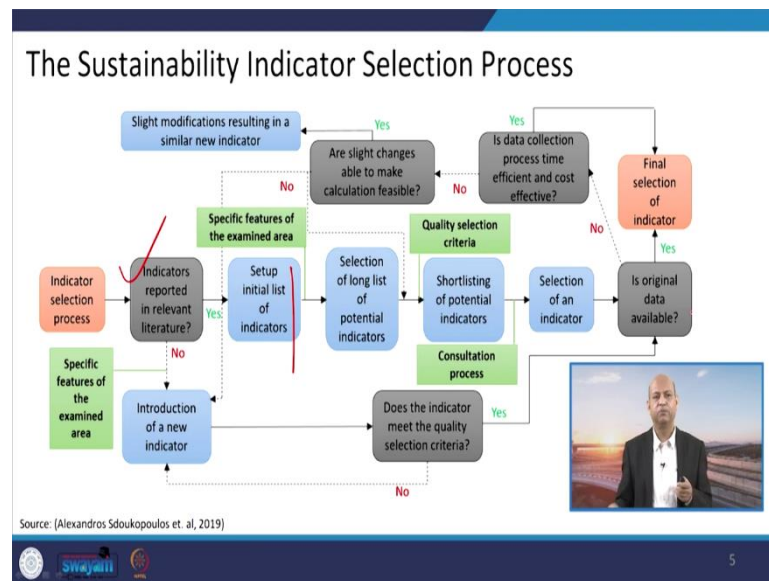 The Sustainability Indicator Selection Process
Slight modifications resulting in a
similar new indicator
Yes
Are slight changes
able to make
calculation feasible?
No
No
Yes
Is data collection
process time
efficient and cost
effective?
Final
selection
of
indicator
No
Yes
Specific features of
the examined area
Quality selection
criteria
Indicator
selection
process
Indicators
reported
in relevant
literature?
Yes
No
Setup
initial list
of
indicators
Selection
of long list
of
potential
indicators
Shortlisting
of potential
indicators
Selection
of an
indicator
Is original
data
available?
Consultation
process
Specific
features of
the
examined
area
Introduction
of a new
indicator
Does the indicator
meet the quality
selection criteria?
Yes
No
Source: (Alexandros Sdoukopoulos et. al, 2019)
swayam
5